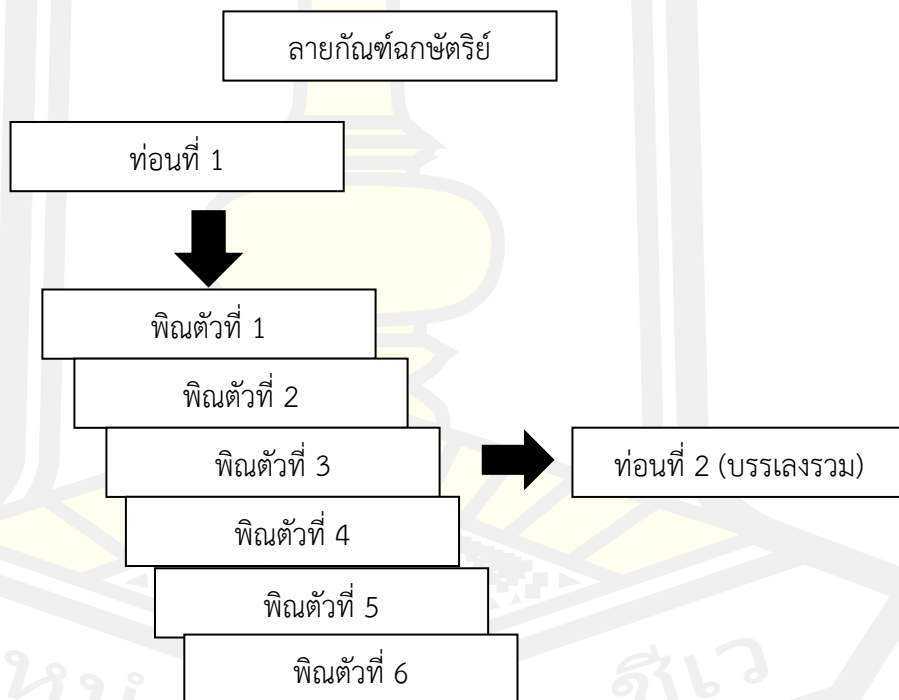 ลายกัณฑ์ฉกษัตริย์
ท่อนที่ 1
พิณตัวที่ 1
พิณตัวที่ 2
พิณตัวที่ 3
ท่อนที่ 2 (บรรเลงรวม)
พิณตัวที่ 4
พิณตัวที่ 5
พิณตัวที่ 6
ชีเว